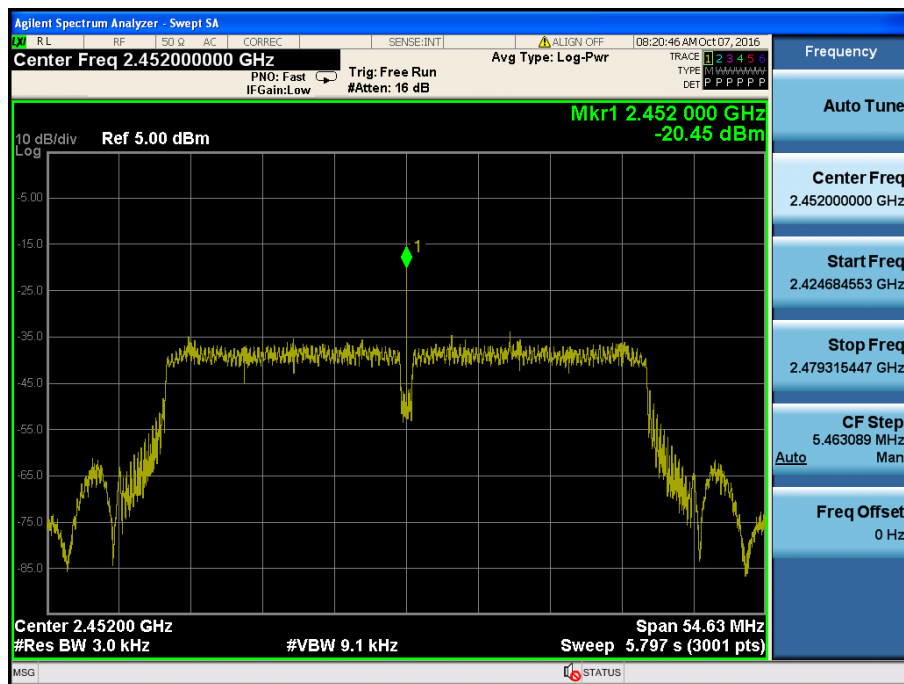 Agilent Spectrum Analyzer - Swept SA
LXI RL RF 50 Ω AC CORREC SENSE:INT ALIGN OFF 08:20:46 AM Oct 07, 2016
Center Freq 2.452000000 GHz Avg Type: Log-Pwr TRACE 1 2 3 4 5 6
PNO: Fast Trig: Free Run TYPE M WWWWW
IFGain:Low #Atten: 16 dB DET P P P P P P
Mkr1 2.452 000 GHz
-20.45 dBm
10 dB/div Ref 5.00 dBm
Log
-5.00
-15.0
1
-25.0
-35.0
-45.0
-55.0
-65.0
-75.0
-85.0
Center 2.45200 GHz Span 54.63 MHz
#Res BW 3.0 kHz #VBW 9.1 kHz Sweep 5.797 s (3001 pts)
MSG STATUS
Frequency
Auto Tune
Center Freq
2.452000000 GHz
Start Freq
2.424684553 GHz
Stop Freq
2.479315447 GHz
CF Step
5.463089 MHz
Auto Man
Freq Offset
0 Hz